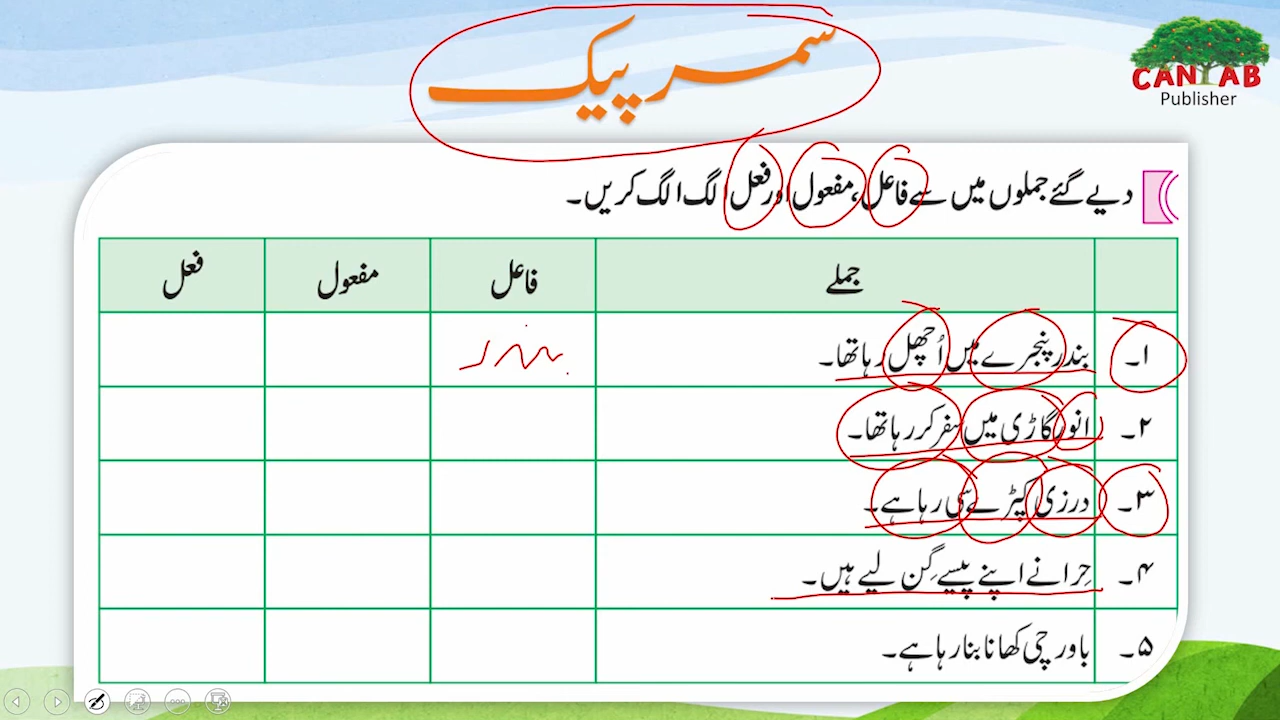 سمر پیک
CANTAB
Publisher
دیے گئے جملوں میں سے فاعل، مفعول اور فعل الگ الگ کریں۔
جملے فاعل مفعول فعل
۱۔ بندر پنجرے میں اُچھل رہا تھا۔ بندر
۲۔ انور گاڑی میں سفر کر رہا تھا۔
۳۔ درزی کپڑے سی رہا ہے۔
۴۔ حِرا نے اپنے پیسے گِن لیے ہیں۔
۵۔ باورچی کھانا بنا رہا ہے۔